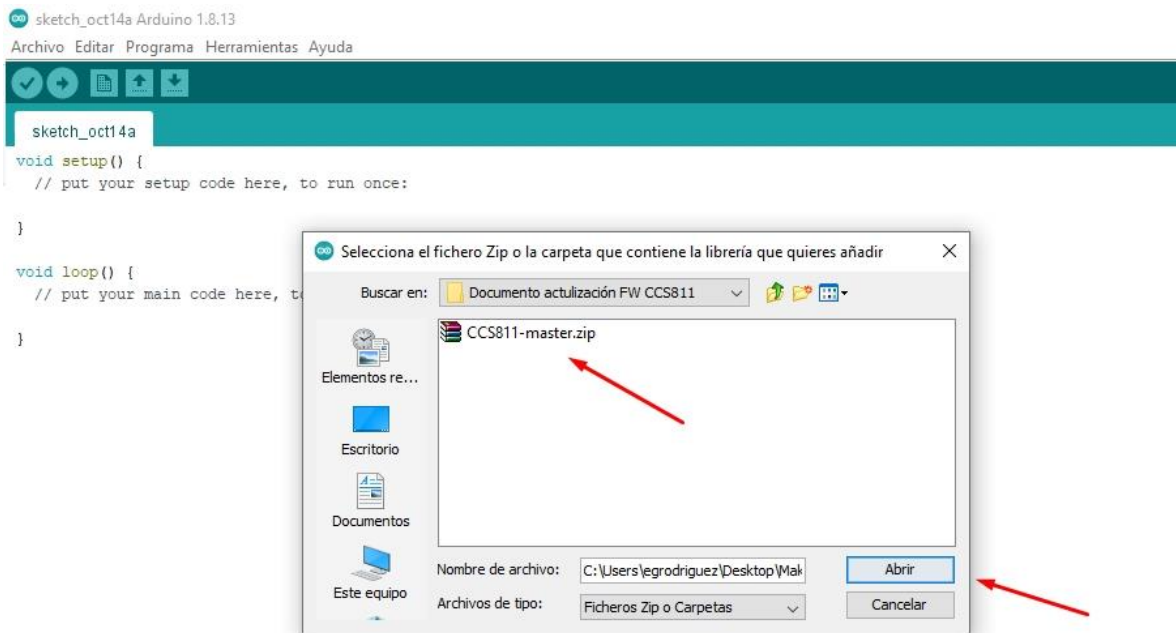 sketch_oct14a Arduino 1.8.13
Archivo Editar Programa Herramientas Ayuda
sketch_oct14a
void setup() {
// put your setup code here, to run once:
}
void loop() {
// put your main code here, t
}
Selecciona el fichero Zip o la carpeta que contiene la librería que quieres añadir
Buscar en: Documento actulización FW CCS811
CCS811-master.zip
Elementos re...
Escritorio
Documentos
Este equipo
Nombre de archivo: C:\Users\egrodriguez\Desktop\Mak
Abrir
Archivos de tipo: Ficheros Zip o Carpetas
Cancelar